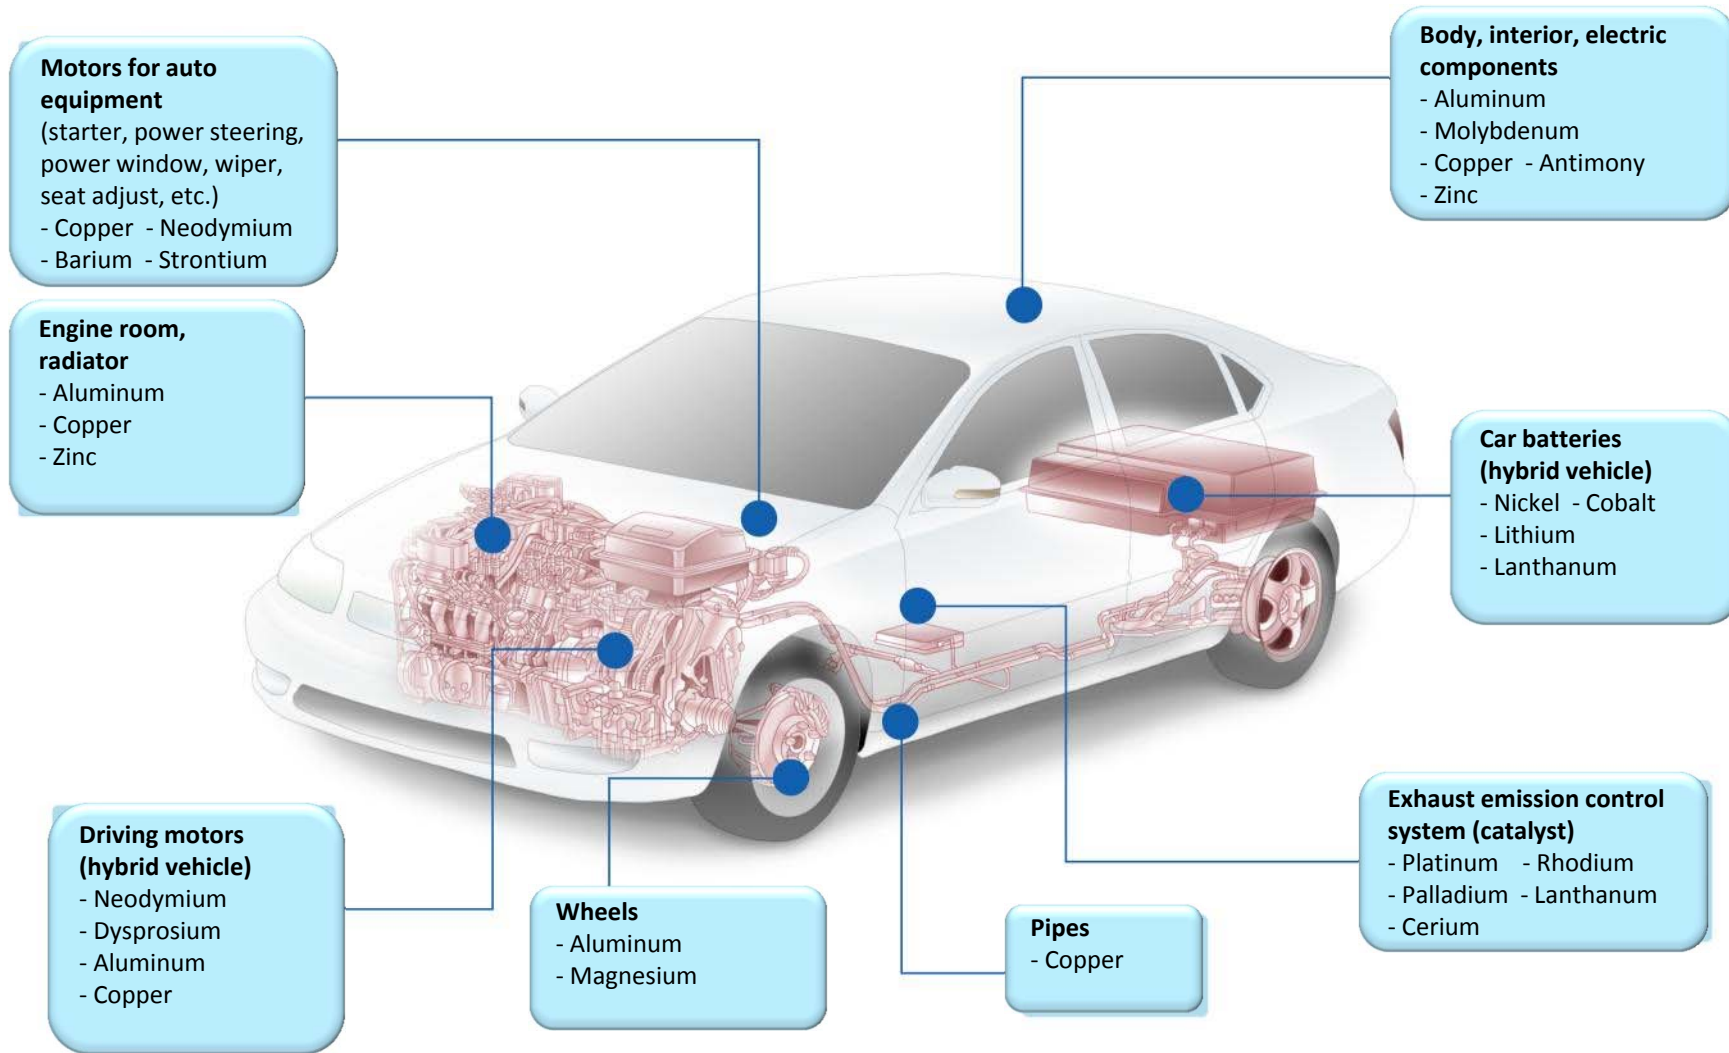 Motors for auto
equipment
(starter, power steering,
power window, wiper,
seat adjust, etc.)
- Copper - Neodymium
- Barium - Strontium
Engine room,
radiator
- Aluminum
- Copper
- Zinc
Driving motors
(hybrid vehicle)
- Neodymium
- Dysprosium
- Aluminum
- Copper
Wheels
- Aluminum
- Magnesium
Pipes
- Copper
Body, interior, electric
components
- Aluminum
- Molybdenum
- Copper - Antimony
- Zinc
Car batteries
(hybrid vehicle)
- Nickel - Cobalt
- Lithium
- Lanthanum
Exhaust emission control
system (catalyst)
- Platinum - Rhodium
- Palladium - Lanthanum
- Cerium